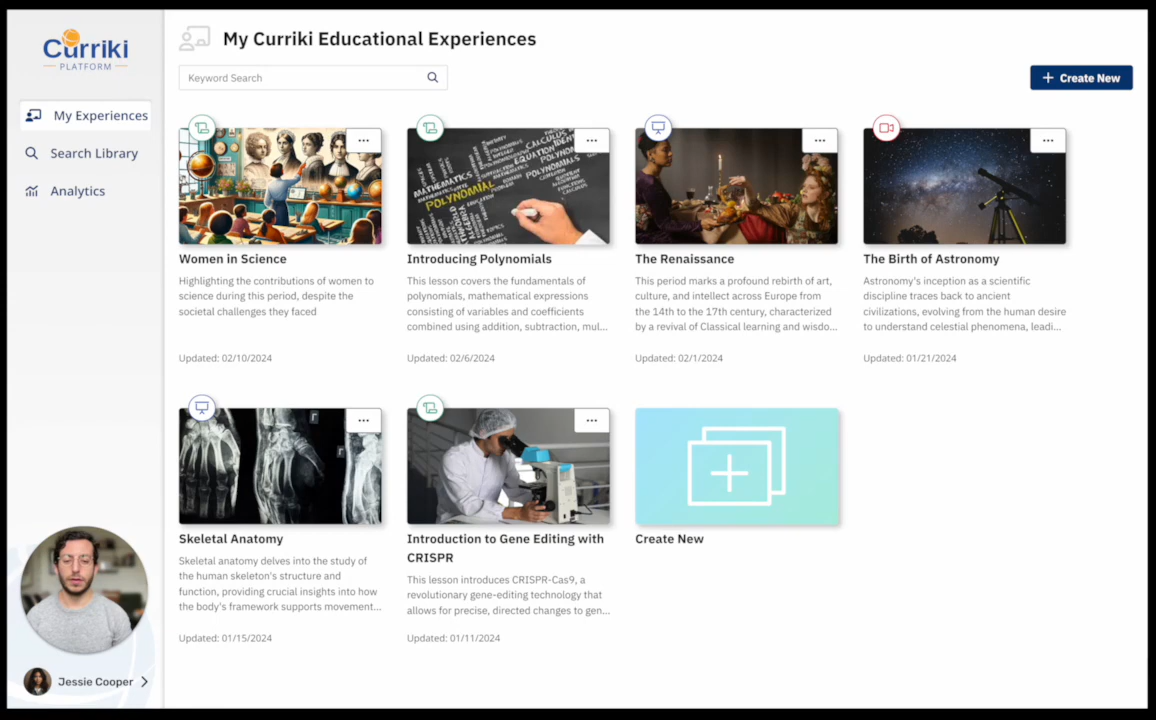 Curriki
PLATFORM
My Curriki Educational Experiences
Keyword Search
+ Create New
My Experiences
Search Library
Analytics
MATHEMATICS
POLYNOMIAL
CALCULUS
EQUATION
POLYNOMIALS
ALGEBRA
Women in Science
Highlighting the contributions of women to
science during this period, despite the
societal challenges they faced
Updated: 02/10/2024
Introducing Polynomials
This lesson covers the fundamentals of
polynomials, mathematical expressions
consisting of variables and coefficients
combined using addition, subtraction, mul...
Updated: 02/6/2024
The Renaissance
This period marks a profound rebirth of art,
culture, and intellect across Europe from
the 14th to the 17th century, characterized
by a revival of Classical learning and wisdo...
Updated: 02/1/2024
The Birth of Astronomy
Astronomy's inception as a scientific
discipline traces back to ancient
civilizations, evolving from the human desire
to understand celestial phenomena, leadi...
Updated: 01/21/2024
r
r
Skeletal Anatomy
Skeletal anatomy delves into the study of
the human skeleton's structure and
function, providing crucial insights into how
the body's framework supports movement...
Updated: 01/15/2024
Introduction to Gene Editing with
CRISPR
This lesson introduces CRISPR-Cas9, a
revolutionary gene-editing technology that
allows for precise, directed changes to gen...
Updated: 01/11/2024
Create New
Jessie Cooper